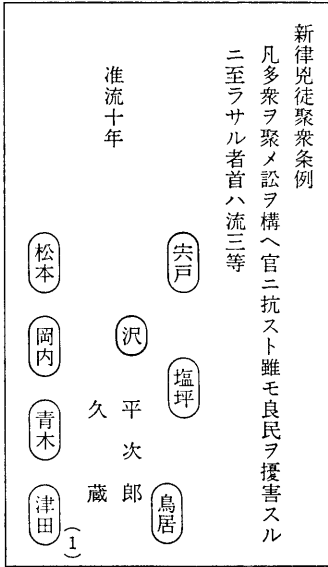 新律兇徒聚衆条例
凡多衆ヲ聚メ訟ヲ構へ官ニ抗スト雖モ良民ヲ擾害スル
ニ至ラサル者首ハ流三等
宍戸
塩坪
鳥居
准流十年
沢
平次郎
久蔵
松本
岡内
青木
津田
(1)